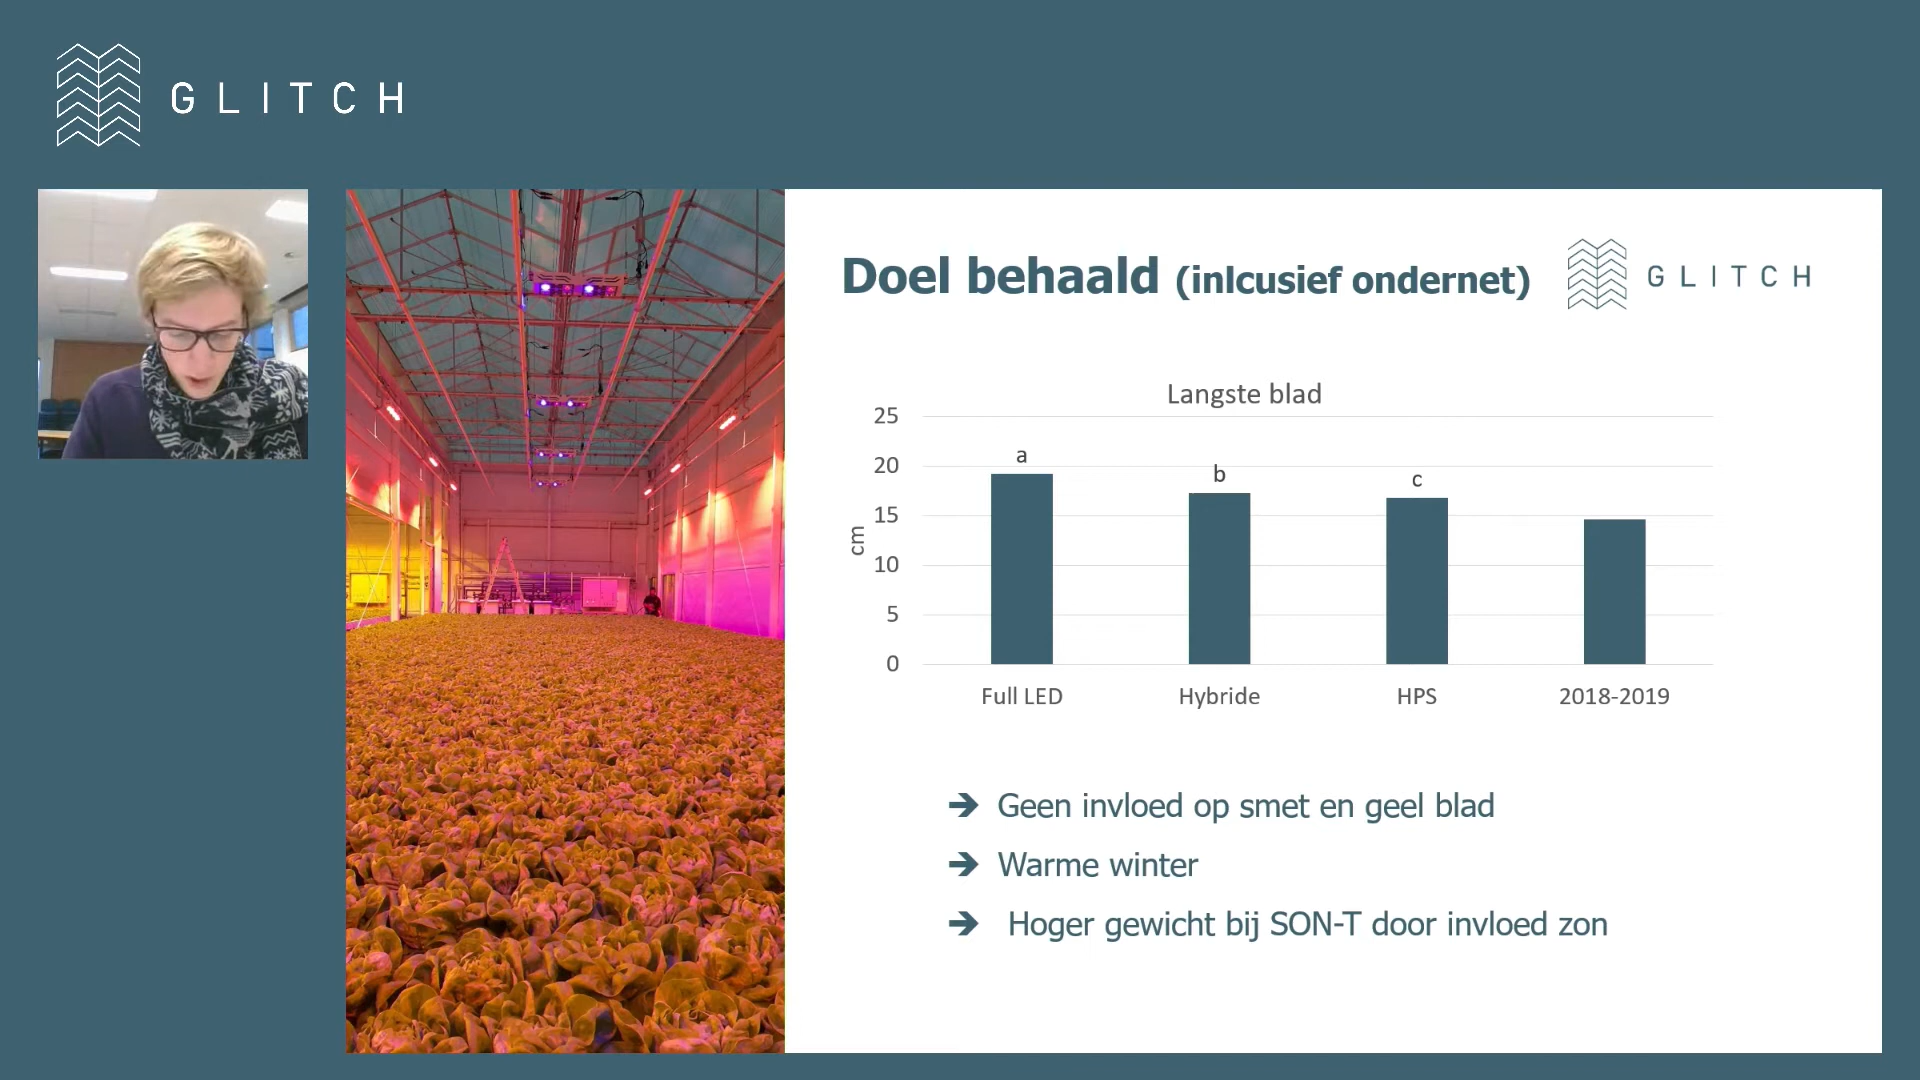 GLITCH
Doel behaald (inlcusief ondernet)
GLITCH
Langste blad
25
20
15
10
5
0
cm
a
b
c
Full LED
Hybride
HPS
2018-2019
➔ Geen invloed op smet en geel blad
➔ Warme winter
➔ Hoger gewicht bij SON-T door invloed zon